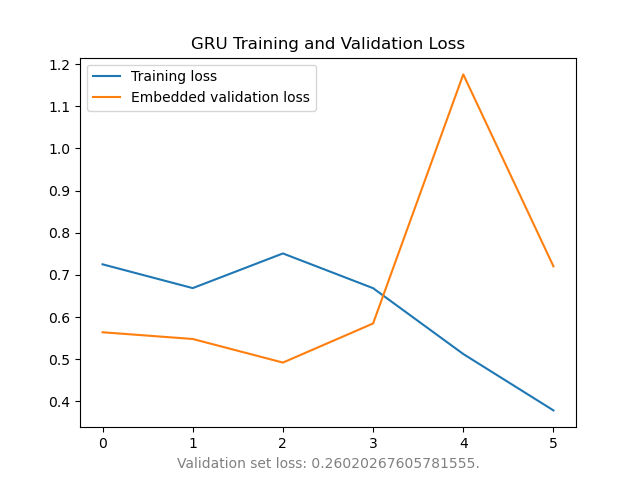 GRU Training and Validation Loss
Training loss
Embedded validation loss
1.2
1.1
1.0
0.9
0.8
0.7
0.6
0.5
0.4
0 1 2 3 4 5
Validation set loss: 0.26020267605781555.